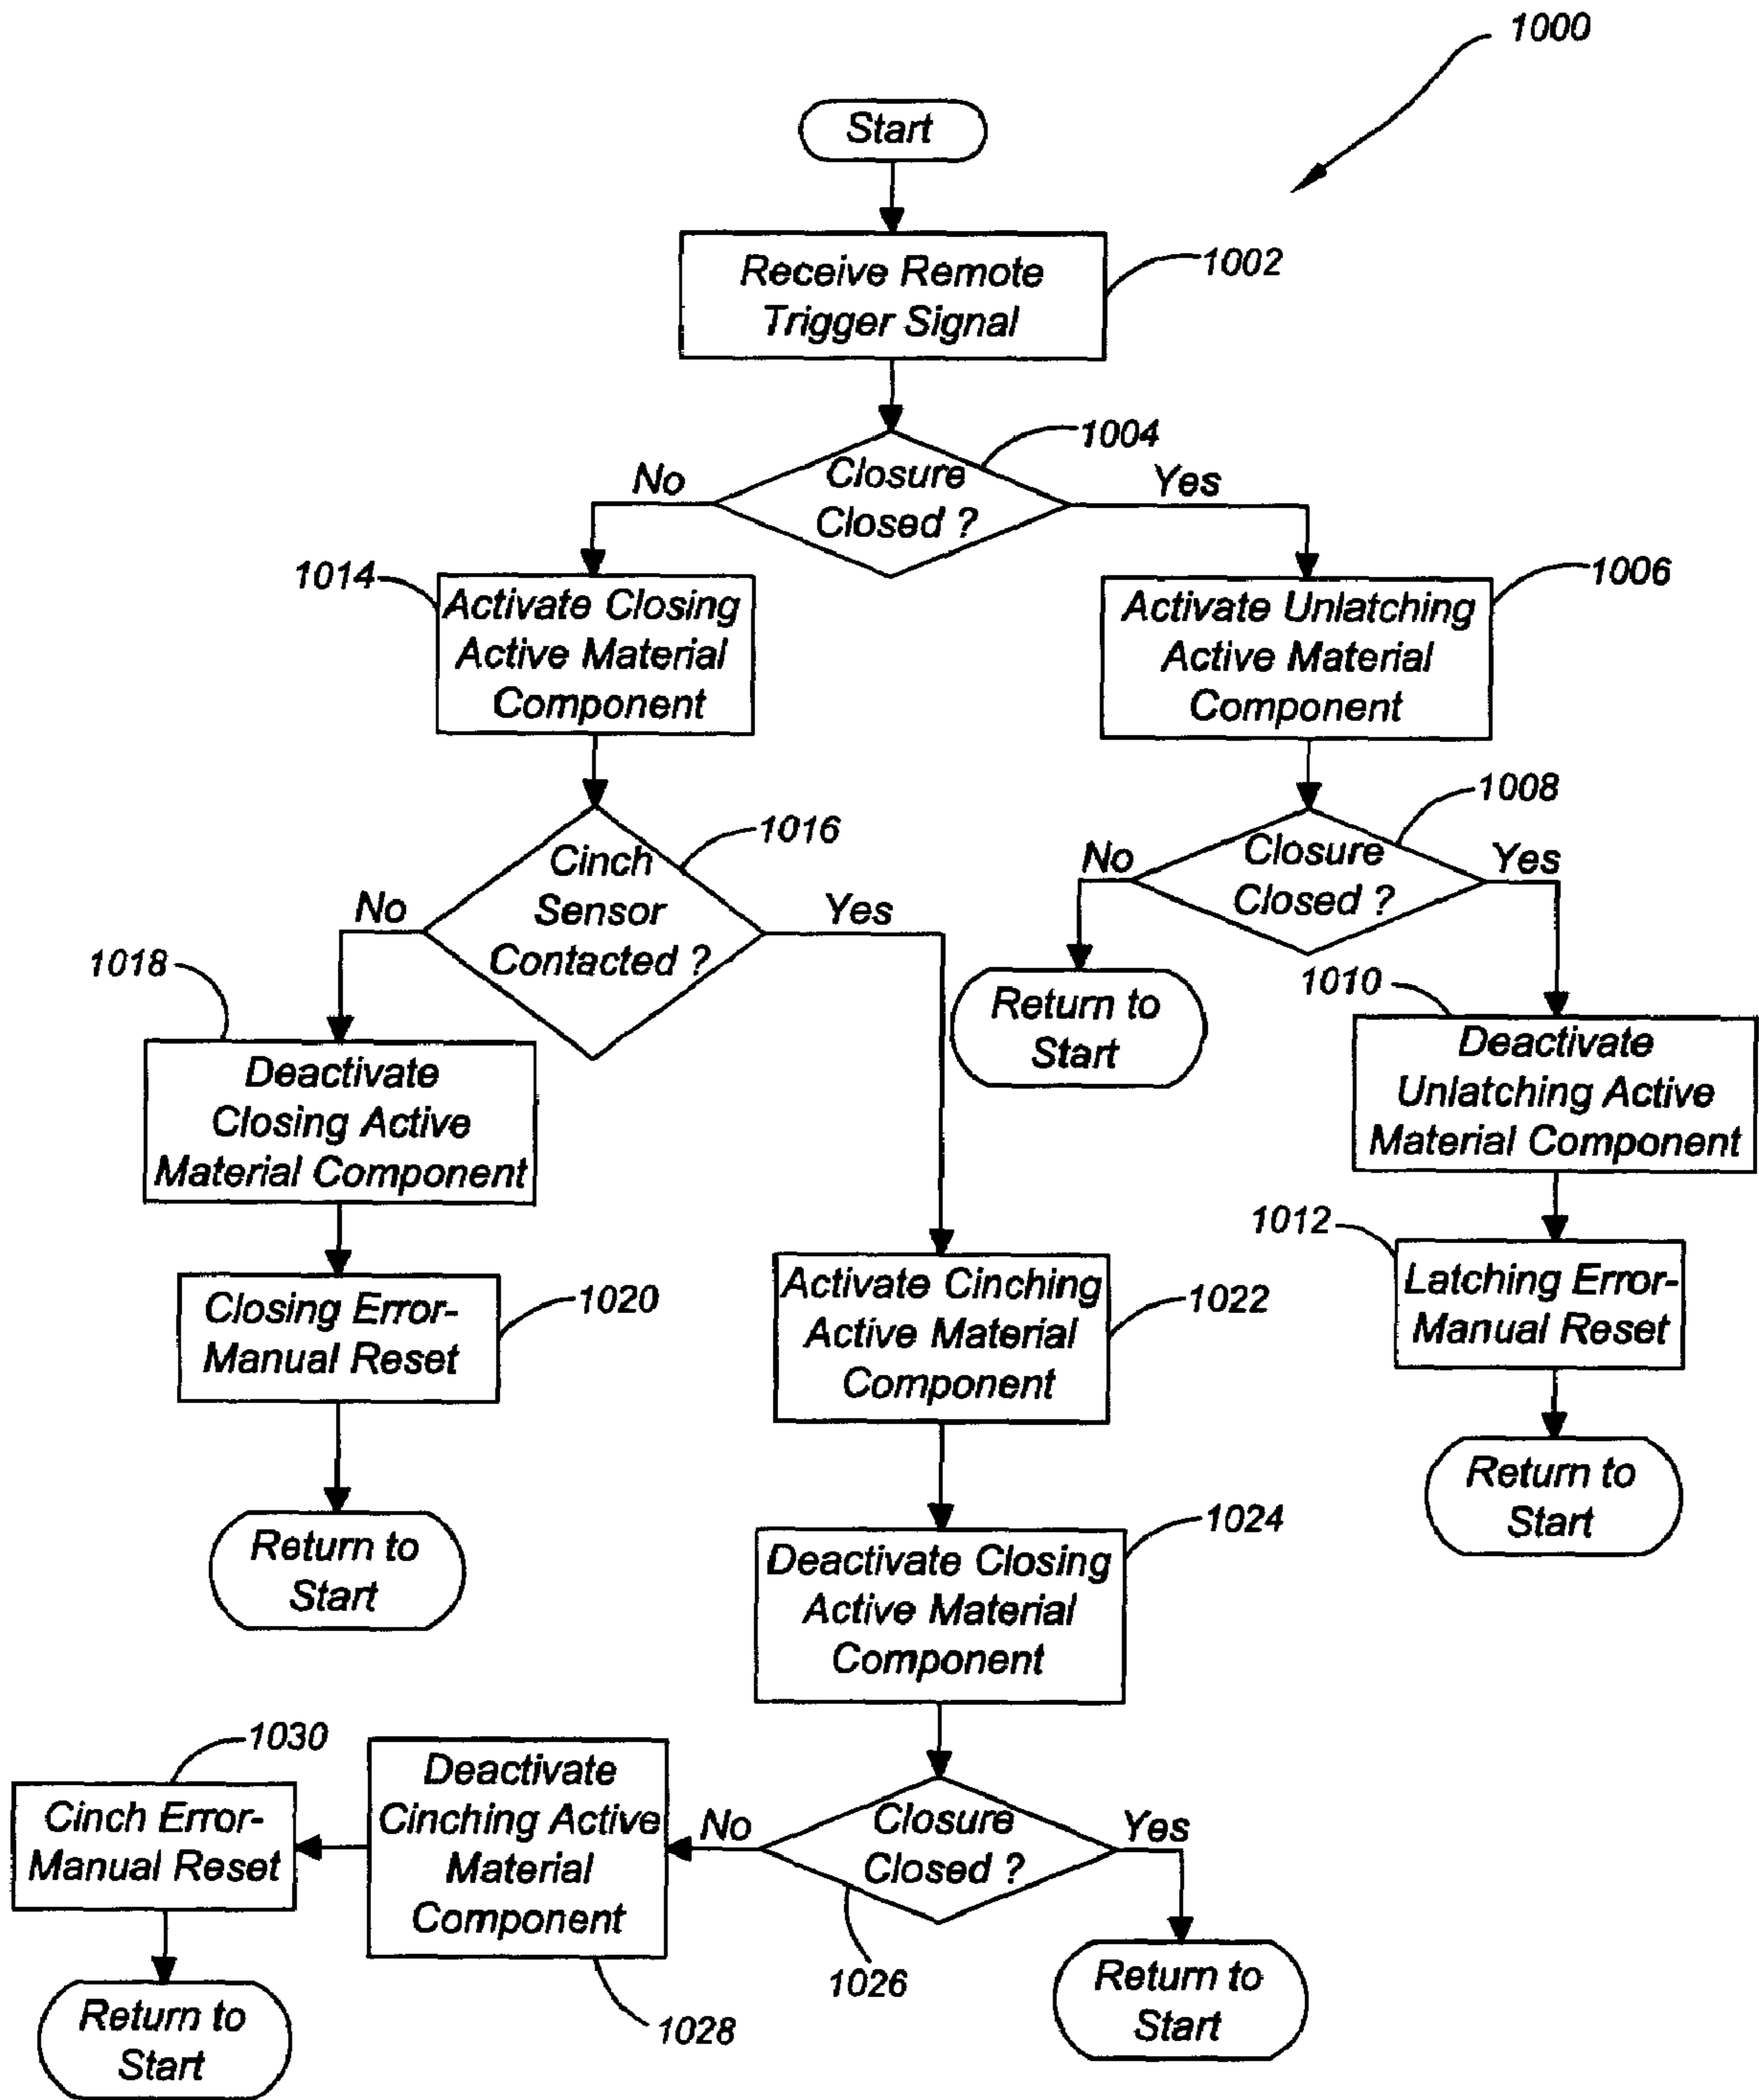 1000
Start
Receive Remote
Trigger Signal
1002
1004
Closure
Closed ?
No
Yes
1014
Activate Closing
Active Material
Component
1006
Activate Unlatching
Active Material
Component
1016
Cinch
Sensor
Contacted ?
No
Yes
1008
Closure
Closed ?
No
Yes
1018
Deactivate
Closing Active
Material Component
Return to
Start
1010
Deactivate
Unlatching Active
Material Component
1020
Closing Error-
Manual Reset
1022
Activate Cinching
Active Material
Component
1012
Latching Error-
Manual Reset
Return to
Start
Return to
Start
1024
Deactivate Closing
Active Material
Component
1030
Cinch Error-
Manual Reset
Deactivate
Cinching Active
Material
Component
No
Closure
Closed ?
Yes
1026
1028
Return to
Start
Return to
Start